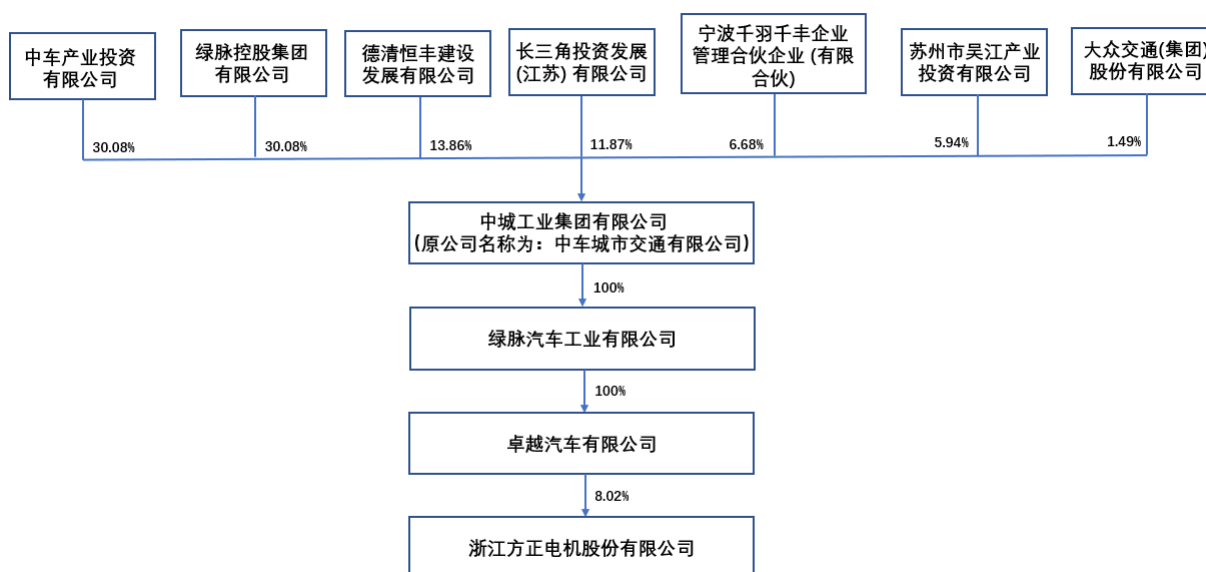 中车产业投资
有限公司
绿脉控股集团
有限公司
德清恒丰建设
发展有限公司
长三角投资发展
(江苏) 有限公司
宁波千羽千丰企业
管理合伙企业 (有限
合伙)
苏州市吴江产业
投资有限公司
大众交通(集团)
股份有限公司
30.08%
30.08%
13.86%
11.87%
6.68%
5.94%
1.49%
中城工业集团有限公司
(原公司名称为：中车城市交通有限公司)
100%
绿脉汽车工业有限公司
100%
卓越汽车有限公司
8.02%
浙江方正电机股份有限公司